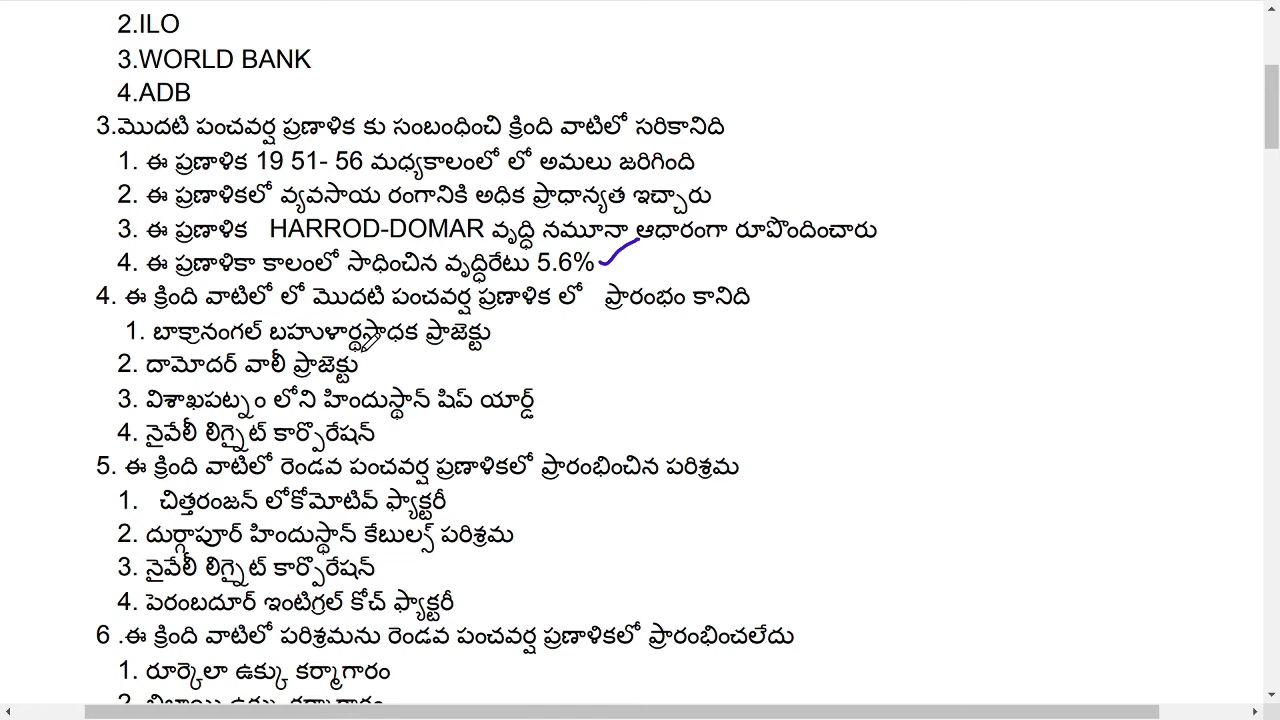 2.ILO
3.WORLD BANK
4.ADB
3.మొదటి పంచవర్ష ప్రణాళిక కు సంబంధించి క్రింది వాటిలో సరికానిది
1. ఈ ప్రణాళిక 19 51- 56 మధ్యకాలంలో లో అమలు జరిగింది
2. ఈ ప్రణాళికలో వ్యవసాయ రంగానికి అధిక ప్రాధాన్యత ఇచ్చారు
3. ఈ ప్రణాళిక HARROD-DOMAR వృద్ధి నమూనా ఆధారంగా రూపొందించారు
4. ఈ ప్రణాళికా కాలంలో సాధించిన వృద్ధిరేటు 5.6%
4. ఈ క్రింది వాటిలో లో మొదటి పంచవర్ష ప్రణాళిక లో ప్రారంభం కానిది
1. బాక్రానంగల్ బహుళార్థసాధక ప్రాజెక్టు
2. దామోదర్ వాలీ ప్రాజెక్టు
3. విశాఖపట్నం లోని హిందుస్థాన్ షిప్ యార్డ్
4. నైవేలీ లిగ్నైట్ కార్పొరేషన్
5. ఈ క్రింది వాటిలో రెండవ పంచవర్ష ప్రణాళికలో ప్రారంభించిన పరిశ్రమ
1. చిత్తరంజన్ లోకోమోటివ్ ఫ్యాక్టరీ
2. దుర్గాపూర్ హిందుస్థాన్ కేబుల్స్ పరిశ్రమ
3. నైవేలీ లిగ్నైట్ కార్పొరేషన్
4. పెరంబదూర్ ఇంటిగ్రల్ కోచ్ ఫ్యాక్టరీ
6 .ఈ క్రింది వాటిలో పరిశ్రమను రెండవ పంచవర్ష ప్రణాళికలో ప్రారంభించలేదు
1. రూర్కెలా ఉక్కు కర్మాగారం